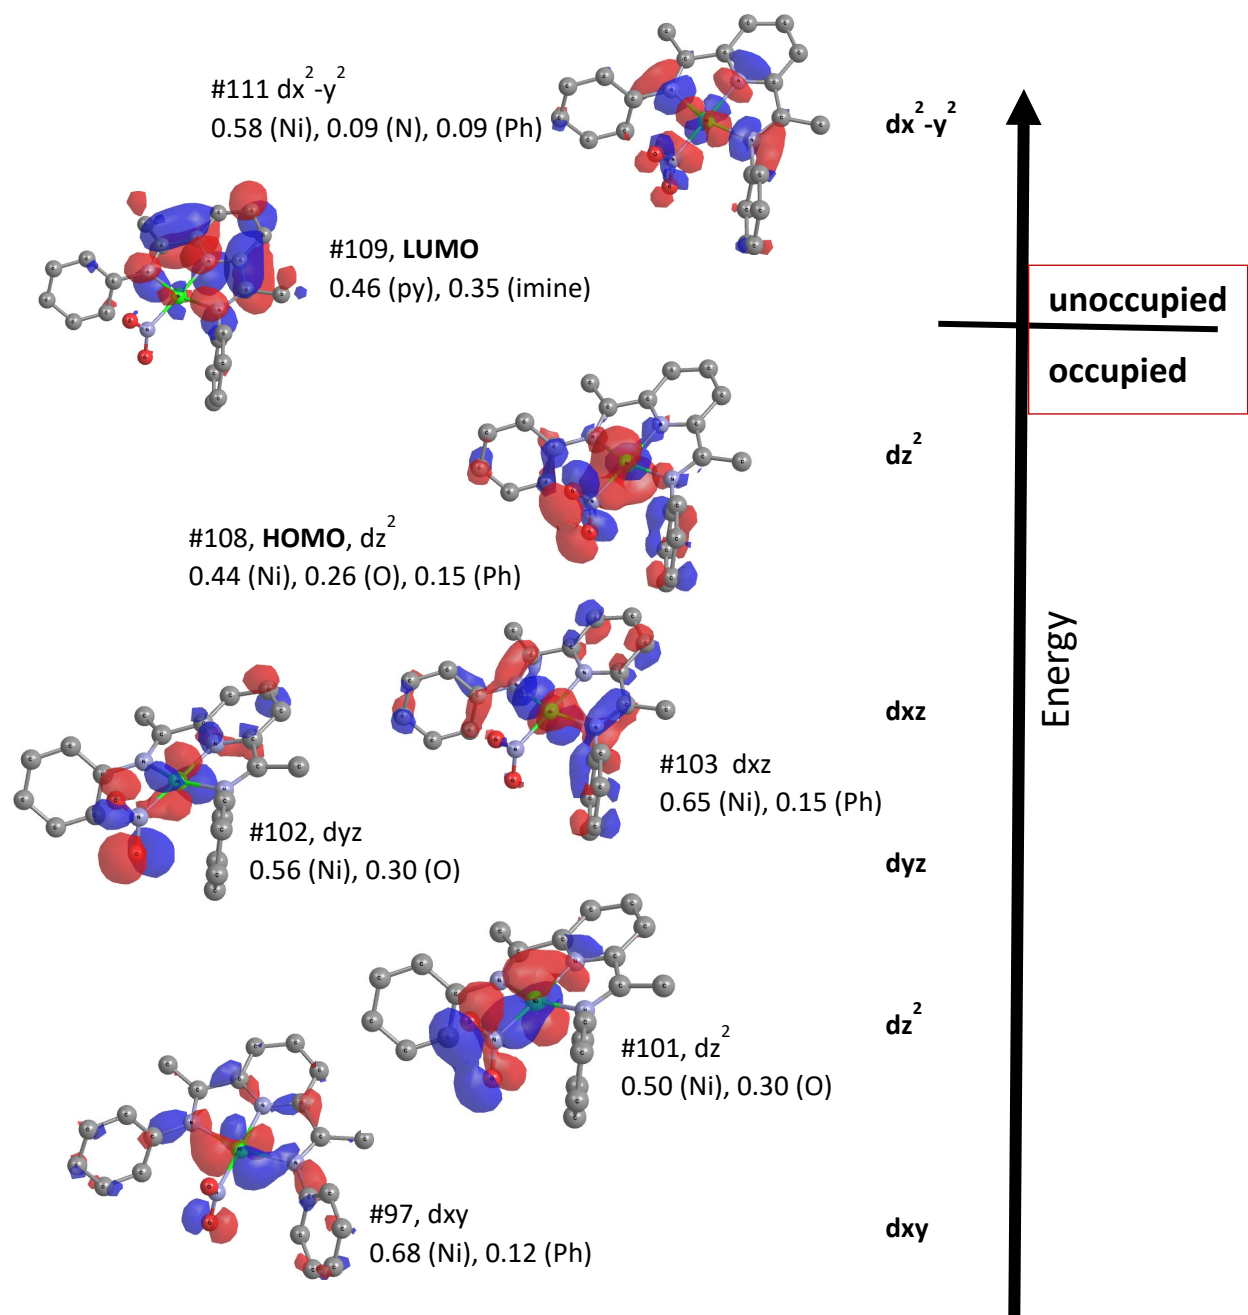 #111 dx²-y²
0.58 (Ni), 0.09 (N), 0.09 (Ph)
dx²-y²
#109, LUMO
0.46 (py), 0.35 (imine)
unoccupied
occupied
dz²
#108, HOMO, dz²
0.44 (Ni), 0.26 (O), 0.15 (Ph)
Energy
dxz
#103 dxz
0.65 (Ni), 0.15 (Ph)
#102, dyz
0.56 (Ni), 0.30 (O)
dyz
dz²
#101, dz²
0.50 (Ni), 0.30 (O)
#97, dxy
0.68 (Ni), 0.12 (Ph)
dxy